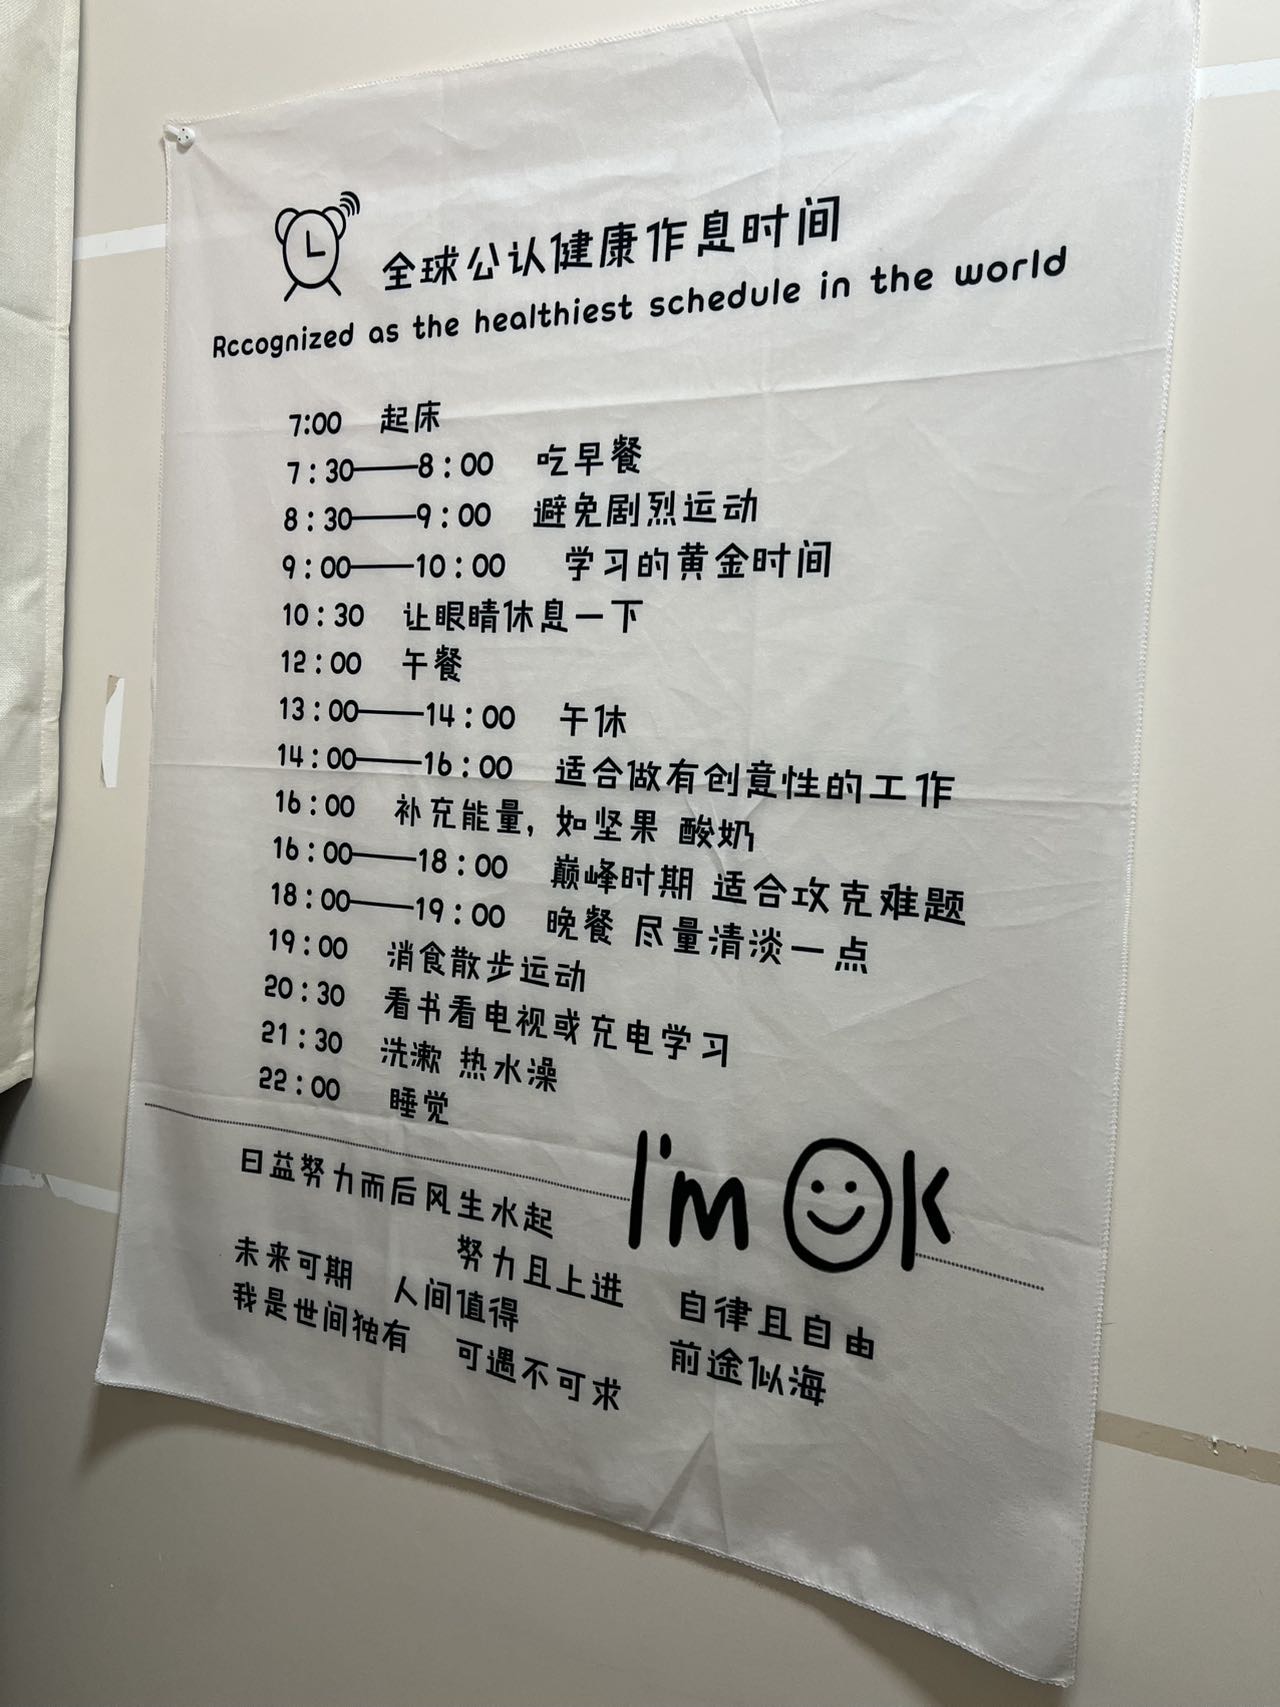 全球公认健康作息时间
Rccognized as the healthiest schedule in the world
7:00 起床
7:30——8:00 吃早餐
8:30——9:00 避免剧烈运动
9:00——10:00 学习的黄金时间
10:30 让眼睛休息一下
12:00 午餐
13:00——14:00 午休
14:00——16:00 适合做有创意性的工作
16:00 补充能量，如坚果 酸奶
16:00——18:00 巅峰时期 适合攻克难题
18:00——19:00 晚餐 尽量清淡一点
19:00 消食散步运动
20:30 看书看电视或充电学习
21:30 洗漱 热水澡
22:00 睡觉
I'm OK
日益努力而后风生水起
努力且上进 自律且自由
未来可期 人间值得 前途似海
我是世间独有 可遇不可求